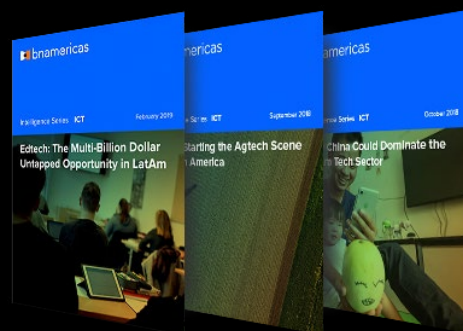 bnamericas
Intelligence Series ICT
February 2019
Edtech: The Multi-Billion Dollar
Untapped Opportunity in LatAm
americas
Series ICT
September 2018
Starting the Agtech Scene
America
americas
Series ICT
October 2018
China Could Dominate the
Tech Sector